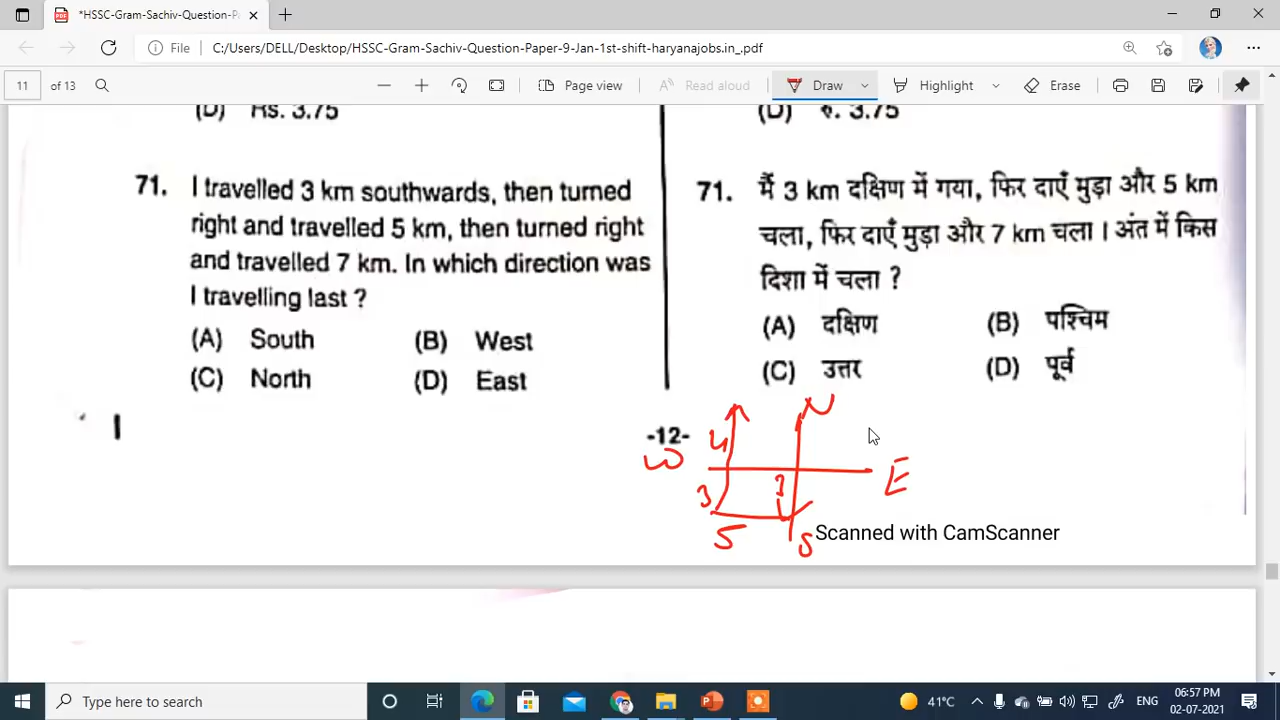 *HSSC-Gram-Sachiv-Question-P
File C:/Users/DELL/Desktop/HSSC-Gram-Sachiv-Question-Paper-9-Jan-1st-shift-haryanajobs.in_.pdf
11 of 13 Page view Read aloud Draw Highlight Erase
(D) Rs. 3.75
(D) रु. 3.75
71. I travelled 3 km southwards, then turned
right and travelled 5 km, then turned right
and travelled 7 km. In which direction was
I travelling last ?
(A) South (B) West
(C) North (D) East
71. मैं 3 km दक्षिण में गया, फिर दाएँ मुड़ा और 5 km
चला, फिर दाएँ मुड़ा और 7 km चला । अंत में किस
दिशा में चला ?
(A) दक्षिण (B) पश्चिम
(C) उत्तर (D) पूर्व
-12-
N
4
W
E
3
3
5
S
Scanned with CamScanner
Type here to search
41°C ENG 06:57 PM
02-07-2021